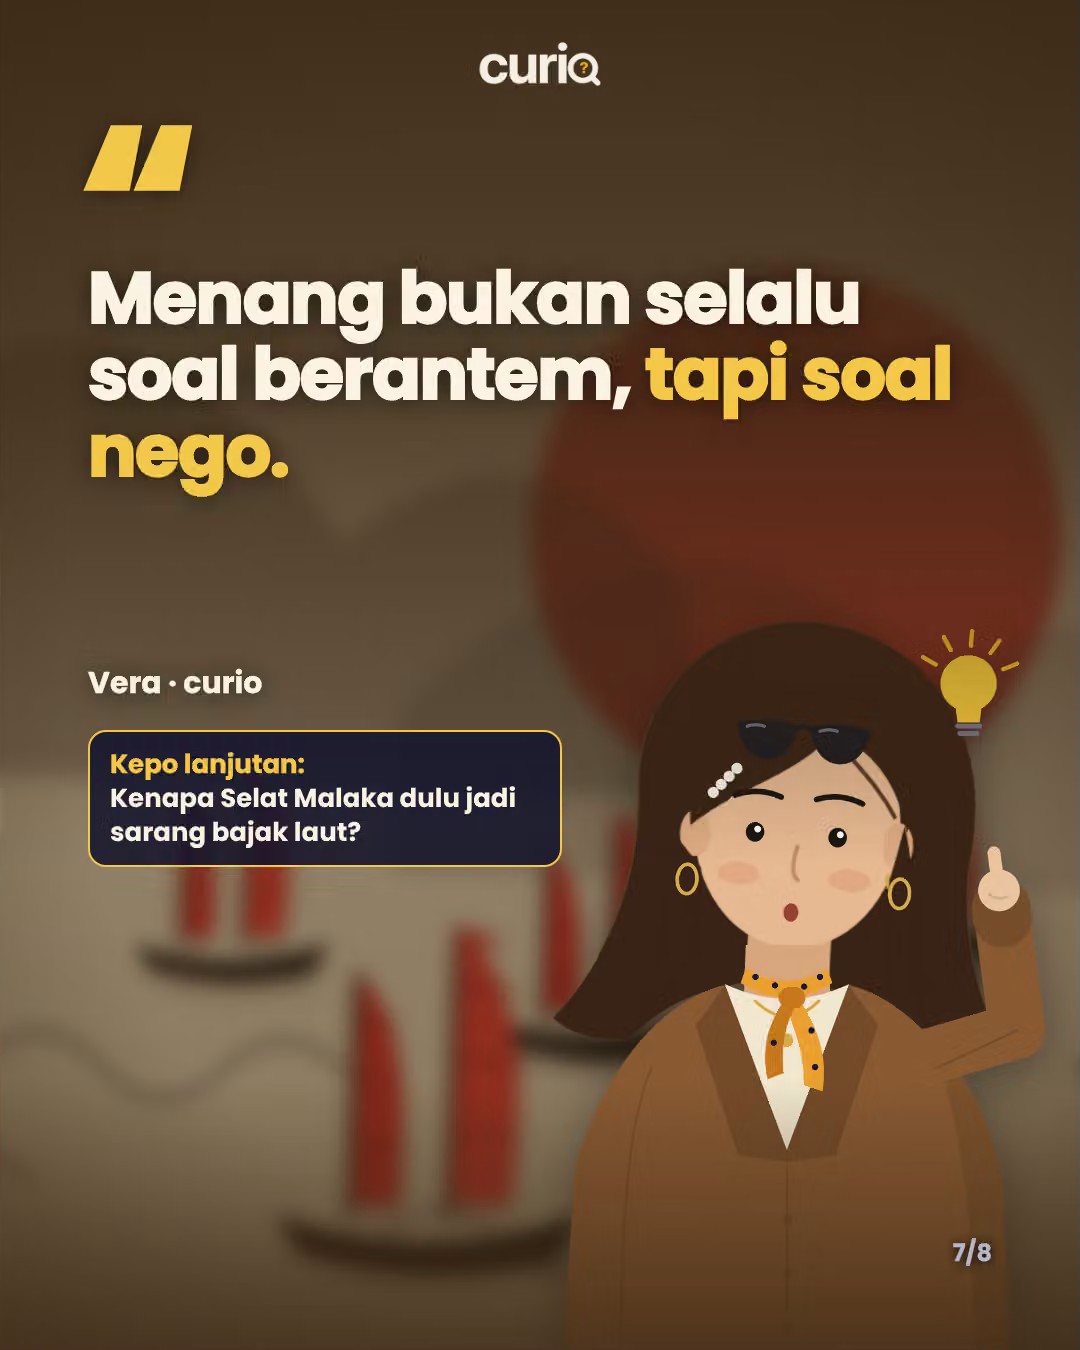 curio
Menang bukan selalu
soal berantem, tapi soal
nego.
Vera · curio
Kepo lanjutan:
Kenapa Selat Malaka dulu jadi
sarang bajak laut?
7/8